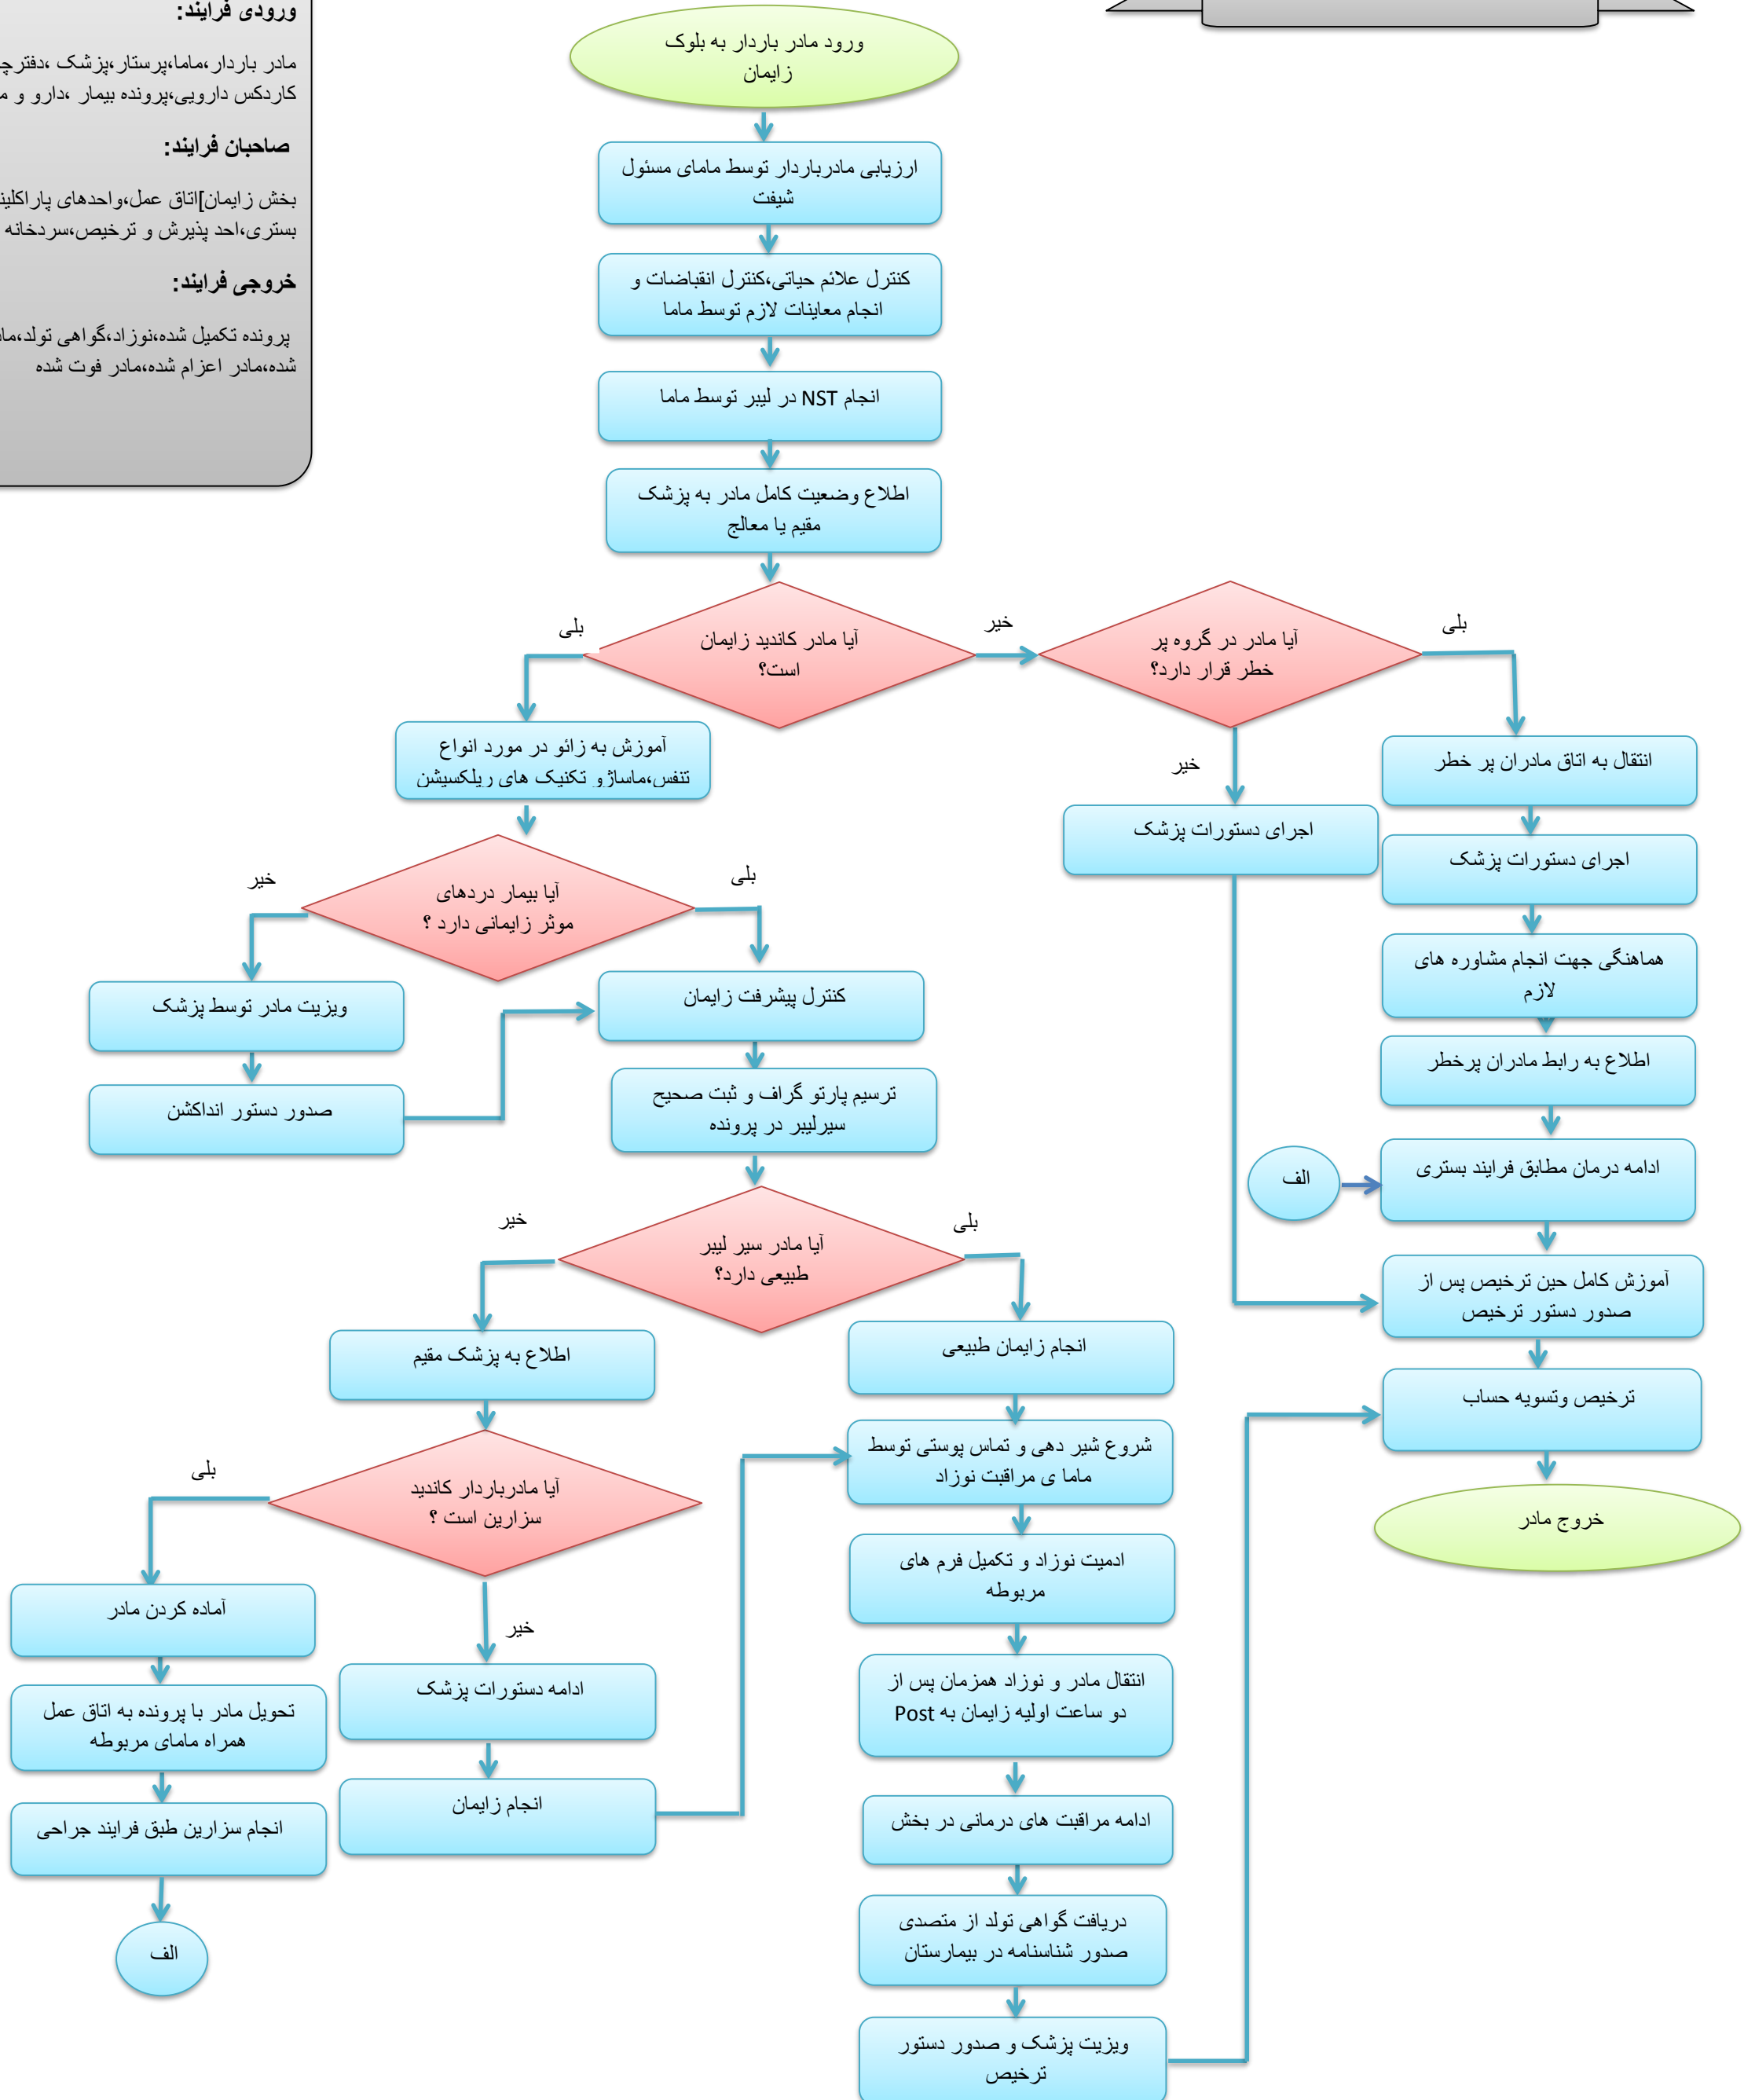 ورودی فرایند:
مادر باردار،ماما،پرستار،پزشک ،
کاردکس دارویی،پرونده بیمار ،دارو و
صاحبان فرایند:
بخش زایمان]اتاق عمل،واحدهای
بستری،احد پذیرش و ترخیص،سردخانه
خروجی فرایند:
پرونده تکمیل شده،نوزاد،گواهی تولد،
شده،مادر اعزام شده،مادر فوت شده
ورود مادر باردار به بلوک
زایمان
ارزیابی مادرباردار توسط مامای مسئول
شیفت
کنترل علائم حیاتی،کنترل انقباضات و
انجام معاینات لازم توسط ماما
انجام NST در لیبر توسط ماما
اطلاع وضعیت کامل مادر به پزشک
مقیم یا معالج
آیا مادر کاندید زایمان
است؟
بلی
خیر
آیا مادر در گروه پر
خطر قرار دارد؟
بلی
خیر
انتقال به اتاق مادران پر خطر
اجرای دستورات پزشک
اجرای دستورات پزشک
هماهنگی جهت انجام مشاوره های
لازم
اطلاع به رابط مادران پرخطر
الف
ادامه درمان مطابق فرایند بستری
آموزش کامل حین ترخیص پس از
صدور دستور ترخیص
ترخیص وتسویه حساب
خروج مادر
آموزش به زائو در مورد انواع
تنفس،ماساژو تکنیک های ریلکسیشن
آیا بیمار دردهای
موثر زایمانی دارد ؟
بلی
خیر
ویزیت مادر توسط پزشک
صدور دستور انداکشن
کنترل پیشرفت زایمان
ترسیم پارتو گراف و ثبت صحیح
سیرلیبر در پرونده
آیا مادر سیر لیبر
طبیعی دارد؟
بلی
خیر
اطلاع به پزشک مقیم
آیا مادرباردار کاندید
سزارین است ؟
بلی
خیر
آماده کردن مادر
تحویل مادر با پرونده به اتاق عمل
همراه مامای مربوطه
انجام سزارین طبق فرایند جراحی
الف
ادامه دستورات پزشک
انجام زایمان
انجام زایمان طبیعی
شروع شیر دهی و تماس پوستی توسط
ماما ی مراقبت نوزاد
ادمیت نوزاد و تکمیل فرم های
مربوطه
انتقال مادر و نوزاد همزمان پس از
دو ساعت اولیه زایمان به Post
ادامه مراقبت های درمانی در بخش
دریافت گواهی تولد از متصدی
صدور شناسنامه در بیمارستان
ویزیت پزشک و صدور دستور
ترخیص